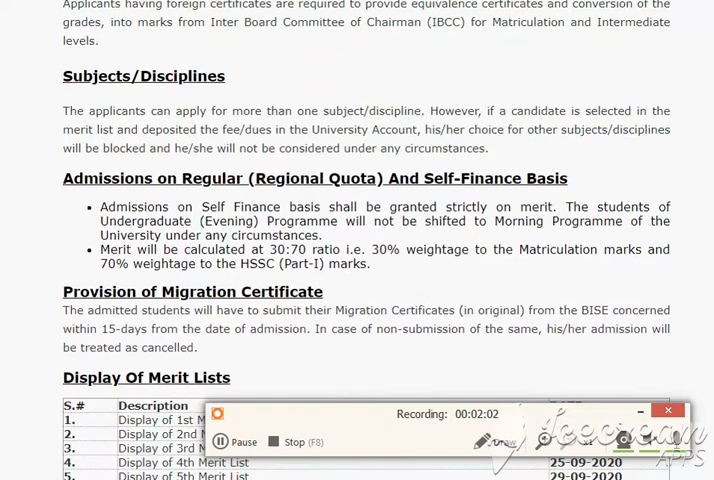 Applicants having foreign certificates are required to provide equivalence certificates and conversion of the
grades, into marks from Inter Board Committee of Chairman (IBCC) for Matriculation and Intermediate
levels.
Subjects/Disciplines
The applicants can apply for more than one subject/discipline. However, if a candidate is selected in the
merit list and deposited the fee/dues in the University Account, his/her choice for other subjects/disciplines
will be blocked and he/she will not be considered under any circumstances.
Admissions on Regular (Regional Quota) And Self-Finance Basis
• Admissions on Self Finance basis shall be granted strictly on merit. The students of
Undergraduate (Evening) Programme will not be shifted to Morning Programme of the
University under any circumstances.
• Merit will be calculated at 30:70 ratio i.e. 30% weightage to the Matriculation marks and
70% weightage to the HSSC (Part-I) marks.
Provision of Migration Certificate
The admitted students will have to submit their Migration Certificates (in original) from the BISE concerned
within 15-days from the date of admission. In case of non-submission of the same, his/her admission will
be treated as cancelled.
Display Of Merit Lists
S.# Description
1. Display of 1st M
2. Display of 2nd M
3. Display of 3rd M
4. Display of 4th Merit List 25-09-2020
5. Display of 5th Merit List 29-09-2020
Recording: 00:02:02
Pause Stop (F8) Draw x1
Icecream
APPS